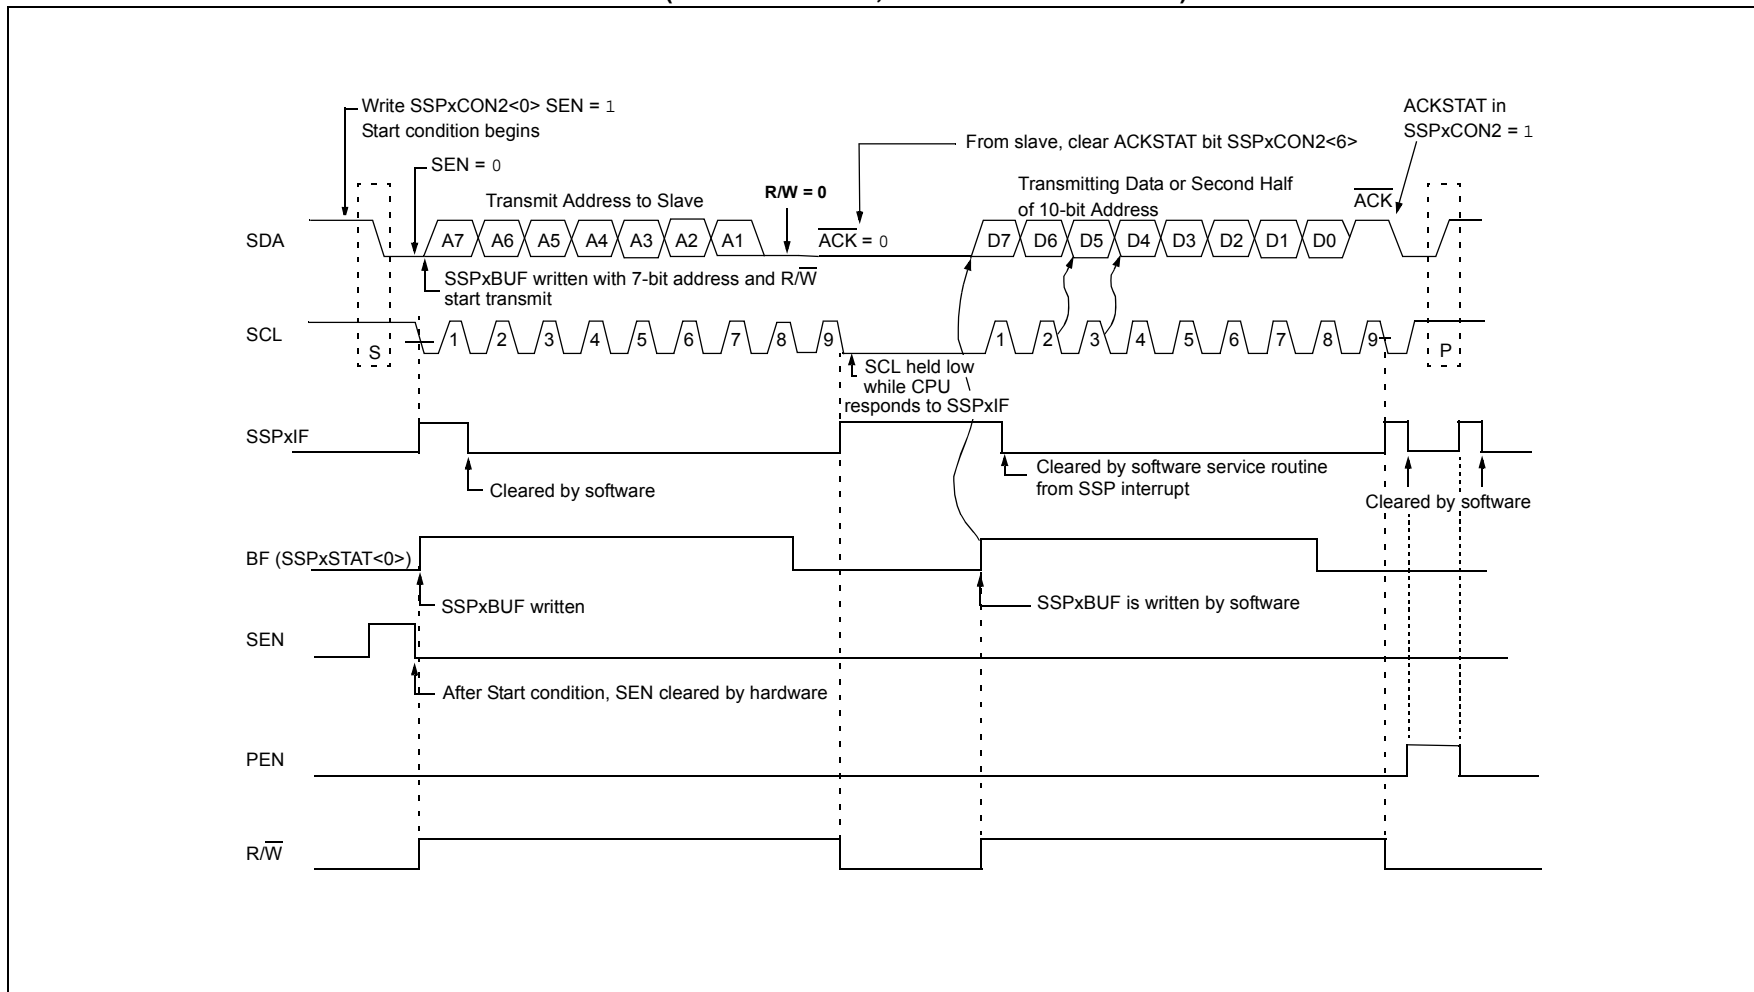 Write SSPxCON2<0> SEN = 1
Start condition begins
SEN = 0
Transmit Address to Slave
R/W = 0
From slave, clear ACKSTAT bit SSPxCON2<6>
Transmitting Data or Second Half
of 10-bit Address
ACK
ACKSTAT in
SSPxCON2 = 1
SDA
A7 A6 A5 A4 A3 A2 A1
ACK = 0
D7 D6 D5 D4 D3 D2 D1 D0
SSPxBUF written with 7-bit address and R/W
start transmit
SCL
S
1 2 3 4 5 6 7 8 9
1 2 3 4 5 6 7 8 9
P
SCL held low
while CPU
responds to SSPxIF
SSPxIF
Cleared by software
Cleared by software service routine
from SSP interrupt
Cleared by software
BF (SSPxSTAT<0>)
SSPxBUF written
SSPxBUF is written by software
SEN
After Start condition, SEN cleared by hardware
PEN
R/W